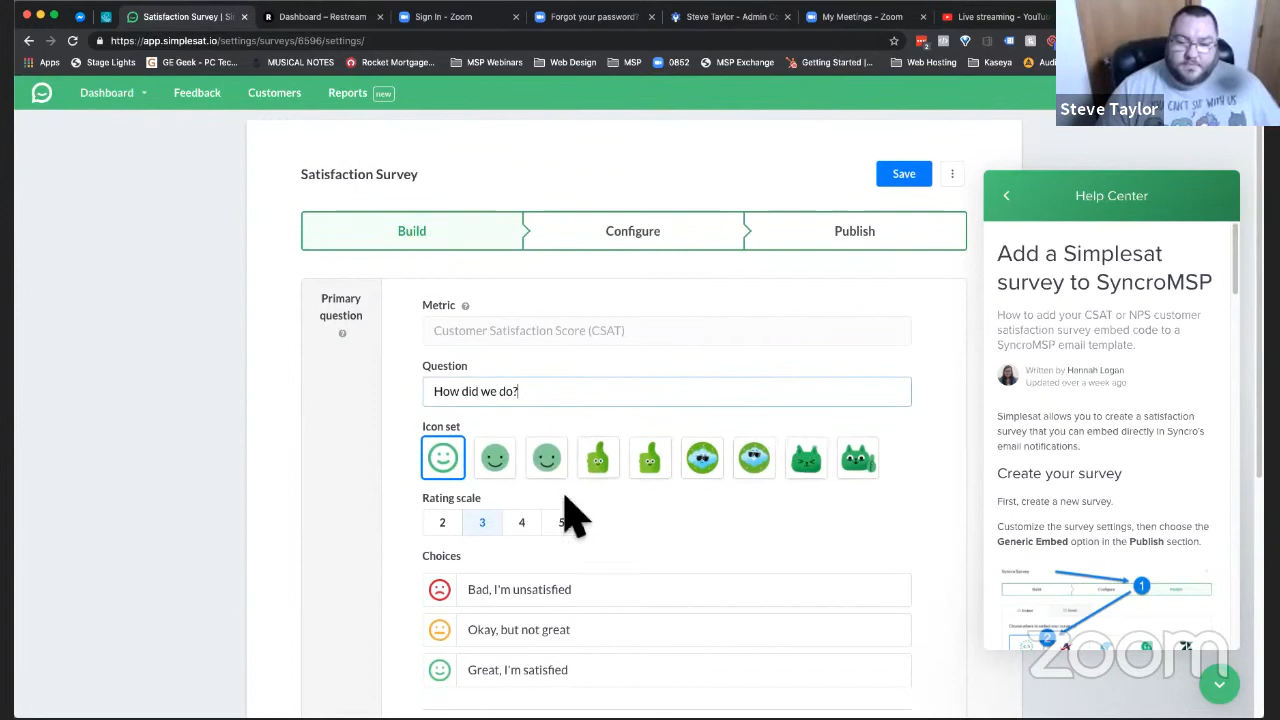 Satisfaction Survey | Si
Dashboard – Restream
Sign In - Zoom
Forgot your password?
Steve Taylor - Admin Co
My Meetings - Zoom
Live streaming - YouTu
https://app.simplesat.io/settings/surveys/6596/settings/
2
Apps
Stage Lights
GE Geek - PC Tec...
MUSICAL NOTES
Rocket Mortgage...
Business
Web Design
MSP
0852
MSP Exchange
Getting Started |...
Web Hosting
Kaseya
Dashboard
Feedback
Customers
Reports new
Steve Taylor
Satisfaction Survey
Save
Build
Configure
Publish
Primary
question
Metric
Customer Satisfaction Score (CSAT)
Question
How did we do?
Icon set
Rating scale
2 3 4 5
Choices
Bad, I'm unsatisfied
Okay, but not great
Great, I'm satisfied
Help Center
Add a Simplesat
survey to SyncroMSP
How to add your CSAT or NPS customer
satisfaction survey embed code to a
SyncroMSP email template.
Written by Hannah Logan
Updated over a week ago
Simplesat allows you to create a satisfaction
survey that you can embed directly in Syncro's
email notifications.
Create your survey
First, create a new survey.
Customize the survey settings, then choose the
Generic Embed option in the Publish section.
1
2
zoom